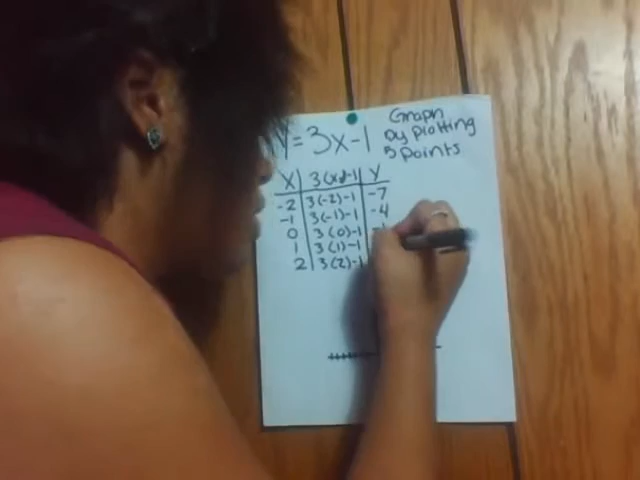 Y=3x-1
Graph
by plotting
5 points
X 3(x)-1 Y
-2 3(-2)-1 -7
-1 3(-1)-1 -4
0 3(0)-1
1 3(1)-1
2 3(2)-1